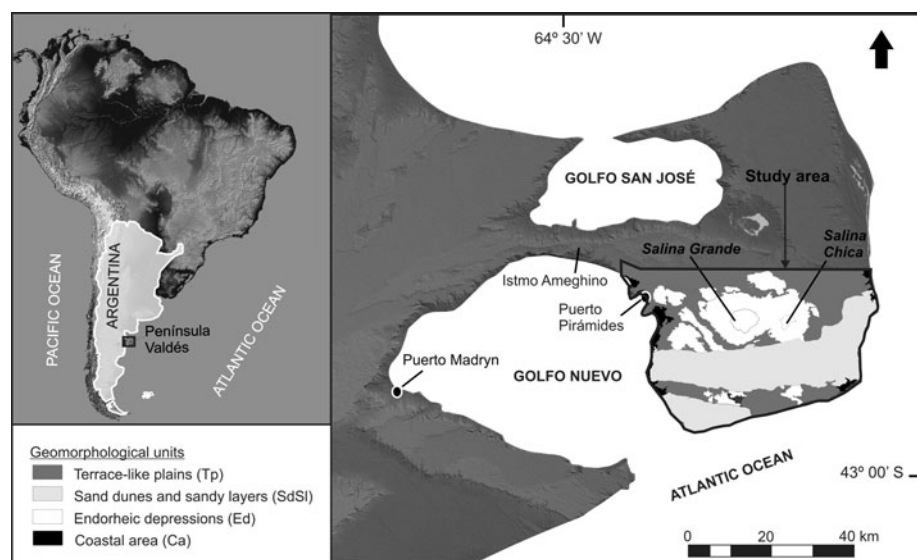 PACIFIC OCEAN
ARGENTINA
Península
Valdés
ATLANTIC OCEAN
Geomorphological units
Terrace-like plains (Tp)
Sand dunes and sandy layers (SdSl)
Endorheic depressions (Ed)
Coastal area (Ca)
64º 30' W
GOLFO SAN JOSÉ
Study area
Salina Grande
Salina
Chica
Istmo Ameghino
Puerto
Pirámides
Puerto Madryn
GOLFO NUEVO
ATLANTIC OCEAN
43º 00' S
0 20 40 km